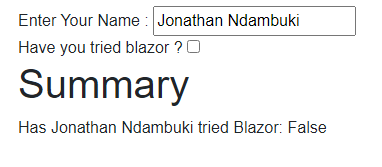 Enter Your Name : Jonathan Ndambuki
Have you tried blazor ?
Summary
Has Jonathan Ndambuki tried Blazor: False